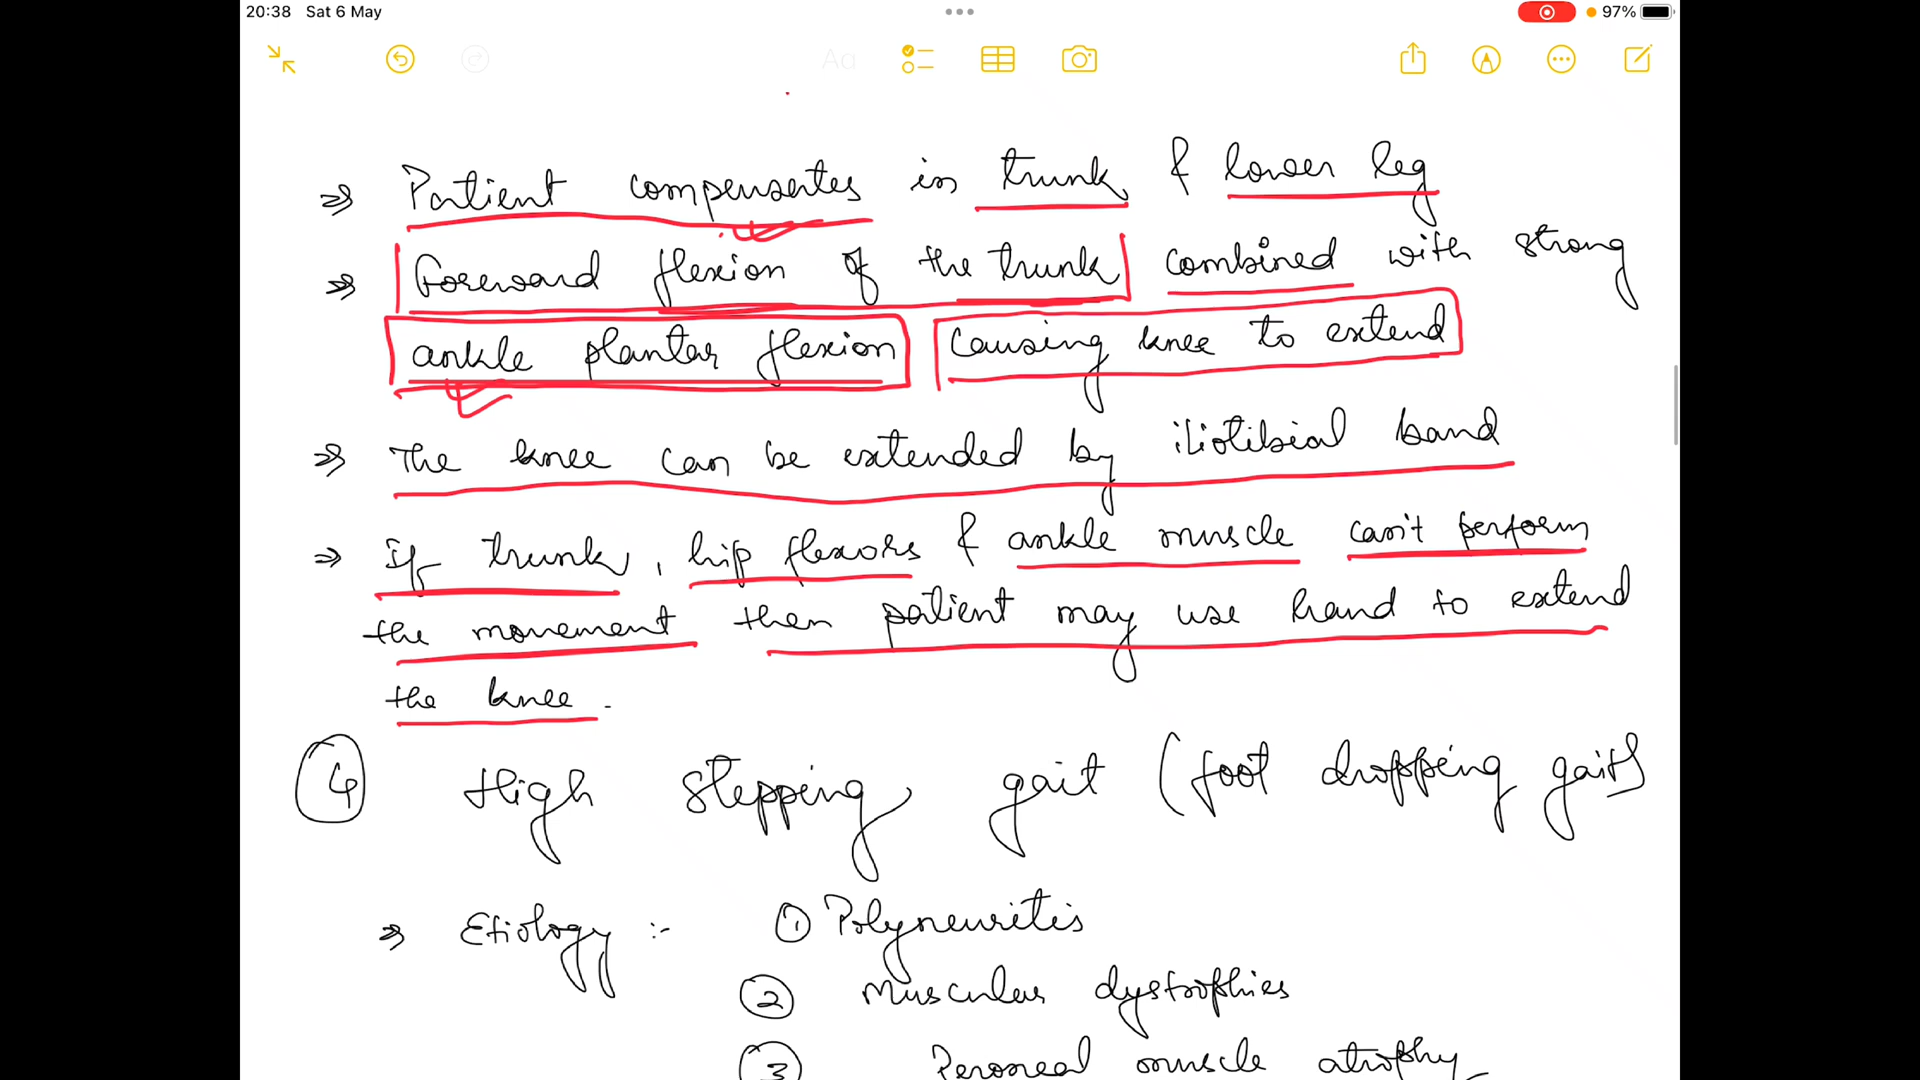 20:38 Sat 6 May
97%
Aa
⇒ Patient compensates in trunk & lower leg
⇒ Foreward flexion of the trunk combined with strong
ankle plantar flexion causing knee to extend
⇒ The knee can be extended by iliotibial band
⇒ If trunk, hip flexors & ankle muscle can't perform
the movement then patient may use hand to extend
the knee.
④ High stepping gait (foot dropping gait)
⇒ Etiology :- ① Polyneuritis
② Muscular dystrophies
③ Peroneal muscle atrophy